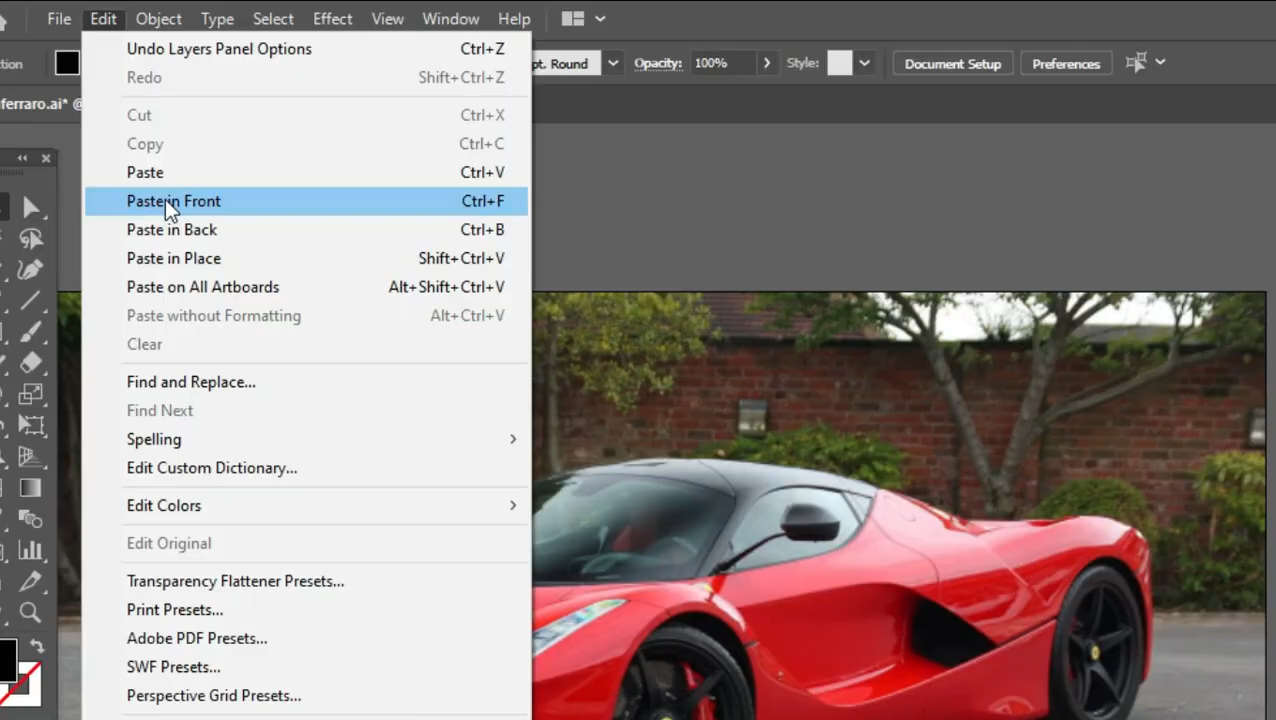 File Edit Object Type Select Effect View Window Help
tion pt. Round Opacity: 100% Style: Document Setup Preferences
ferraro.ai* @
Undo Layers Panel Options Ctrl+Z
Redo Shift+Ctrl+Z
Cut Ctrl+X
Copy Ctrl+C
Paste Ctrl+V
Paste in Front Ctrl+F
Paste in Back Ctrl+B
Paste in Place Shift+Ctrl+V
Paste on All Artboards Alt+Shift+Ctrl+V
Paste without Formatting Alt+Ctrl+V
Clear
Find and Replace...
Find Next
Spelling
Edit Custom Dictionary...
Edit Colors
Edit Original
Transparency Flattener Presets...
Print Presets...
Adobe PDF Presets...
SWF Presets...
Perspective Grid Presets...